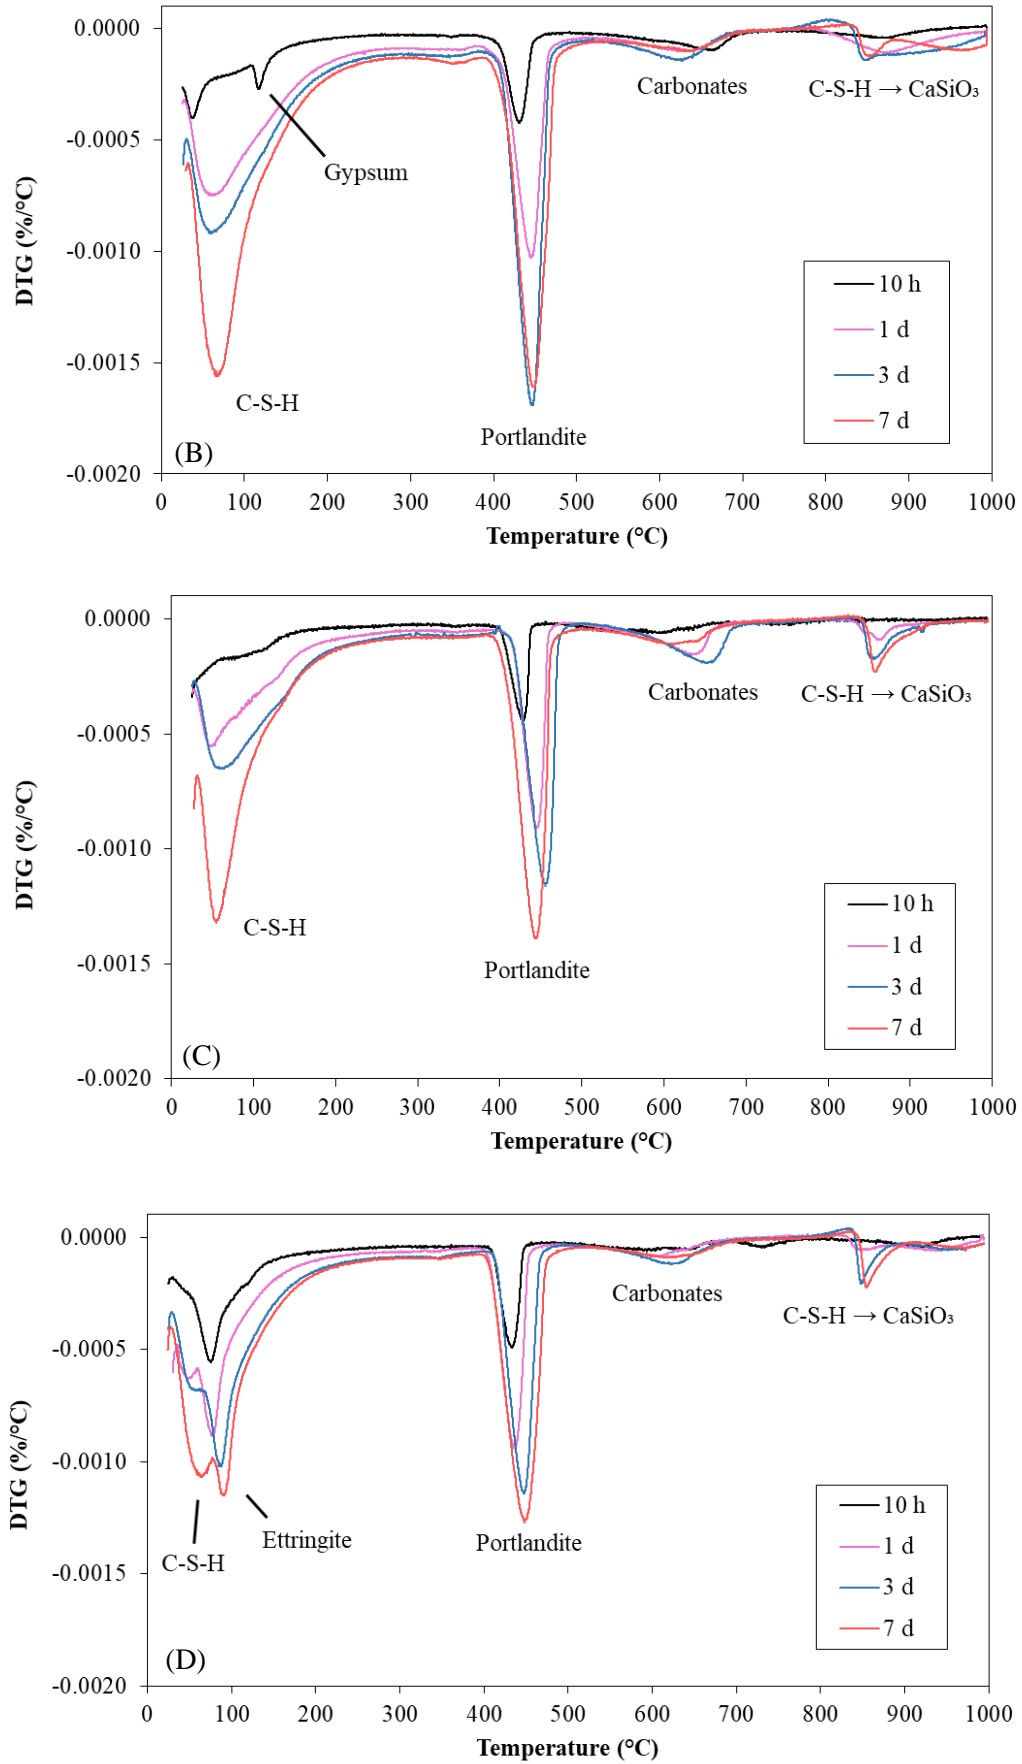 0.0000
-0.0005
-0.0010
-0.0015
-0.0020
DTG (%/°C)
Gypsum
Carbonates
C-S-H → CaSiO₃
C-S-H
Portlandite
10 h
1 d
3 d
7 d
(B)
0 100 200 300 400 500 600 700 800 900 1000
Temperature (°C)
0.0000
-0.0005
-0.0010
-0.0015
-0.0020
DTG (%/°C)
Carbonates
C-S-H → CaSiO₃
C-S-H
Portlandite
10 h
1 d
3 d
7 d
(C)
0 100 200 300 400 500 600 700 800 900 1000
Temperature (°C)
0.0000
-0.0005
-0.0010
-0.0015
-0.0020
DTG (%/°C)
Carbonates
C-S-H → CaSiO₃
Ettringite
C-S-H
Portlandite
10 h
1 d
3 d
7 d
(D)
0 100 200 300 400 500 600 700 800 900 1000
Temperature (°C)